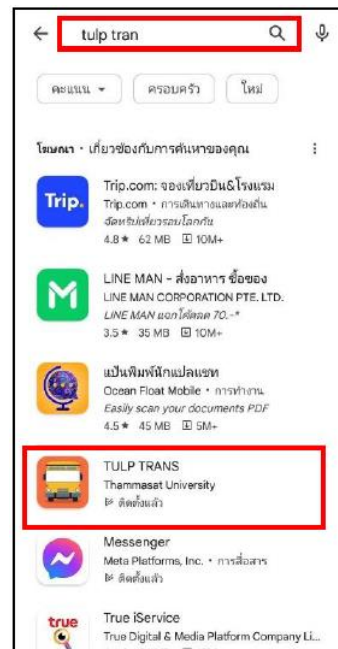 tulp tran
คะแนน
ครอบครัว
ใหม่
โฆษณา • เกี่ยวข้องกับการค้นหาของคุณ
Trip.
Trip.com: จองเที่ยวบิน&โรงแรม
Trip.com • การเดินทางและท้องถิ่น
จัดทริปเที่ยวรอบโลกกัน
4.8★ 62 MB 10M+
LINE MAN - สั่งอาหาร ซื้อของ
LINE MAN CORPORATION PTE. LTD.
LINE MAN แจกโค้ดลด 70.-*
3.5★ 35 MB 10M+
แป้นพิมพ์นักแปลแชท
Ocean Float Mobile • การทำงาน
Easily scan your documents PDF
4.5★ 45 MB 5M+
TULP TRANS
Thammasat University
ติดตั้งแล้ว
Messenger
Meta Platforms, Inc. • การสื่อสาร
ติดตั้งแล้ว
true
True iService
True Digital & Media Platform Company Li...